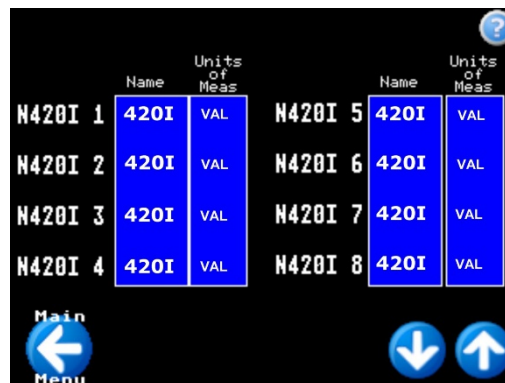 ?
Units Units
of of
Name Meas Name Meas
N420I 1 420I VAL N420I 5 420I VAL
N420I 2 420I VAL N420I 6 420I VAL
N420I 3 420I VAL N420I 7 420I VAL
N420I 4 420I VAL N420I 8 420I VAL
Main
Menu